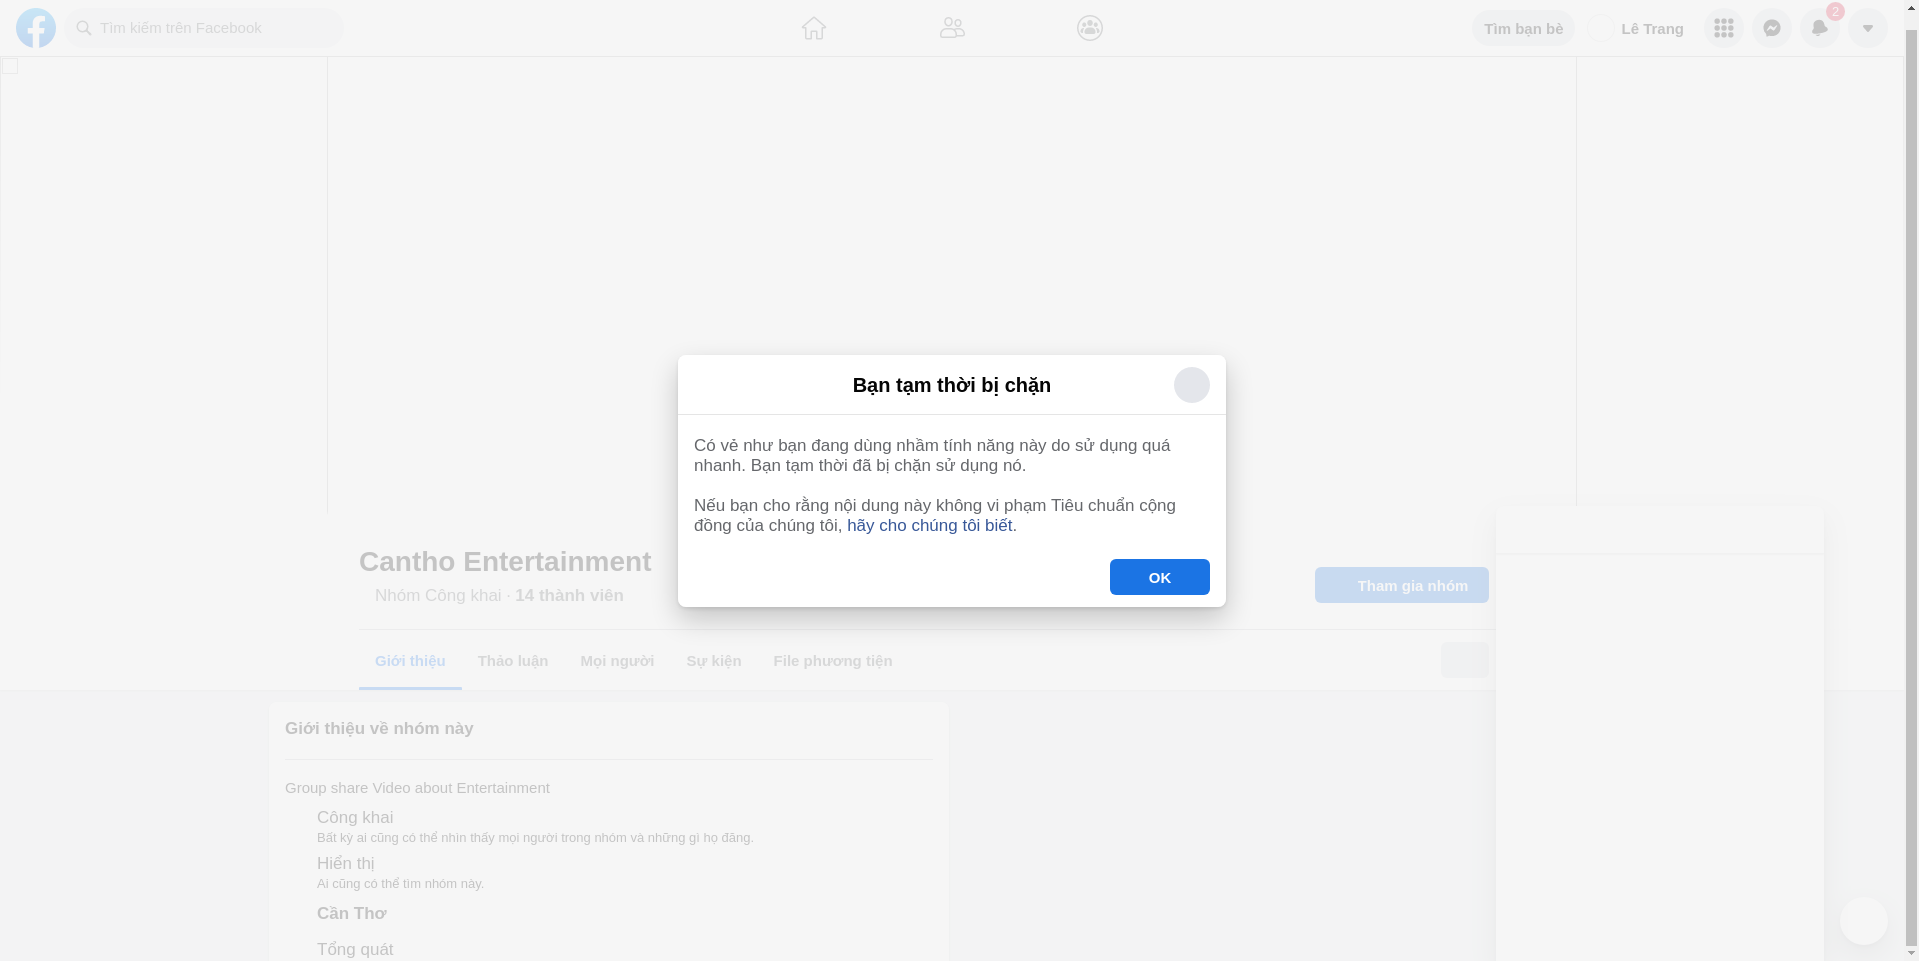 Tìm kiếm trên Facebook
Tìm bạn bè
Lê Trang
2
Bạn tạm thời bị chặn
Có vẻ như bạn đang dùng nhầm tính năng này do sử dụng quá
nhanh. Bạn tạm thời đã bị chặn sử dụng nó.
Nếu bạn cho rằng nội dung này không vi phạm Tiêu chuẩn cộng
đồng của chúng tôi, hãy cho chúng tôi biết.
OK
Cantho Entertainment
Nhóm Công khai · 14 thành viên
Tham gia nhóm
Giới thiệu
Thảo luận
Mọi người
Sự kiện
File phương tiện
Giới thiệu về nhóm này
Group share Video about Entertainment
Công khai
Bất kỳ ai cũng có thể nhìn thấy mọi người trong nhóm và những gì họ đăng.
Hiển thị
Ai cũng có thể tìm nhóm này.
Cần Thơ
Tổng quát